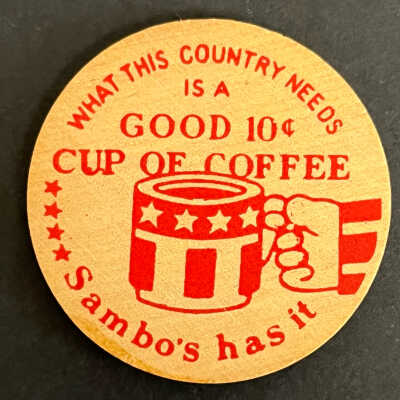 WHAT THIS COUNTRY NEEDS
IS A
GOOD 10¢
CUP OF COFFEE
Sambo's has it